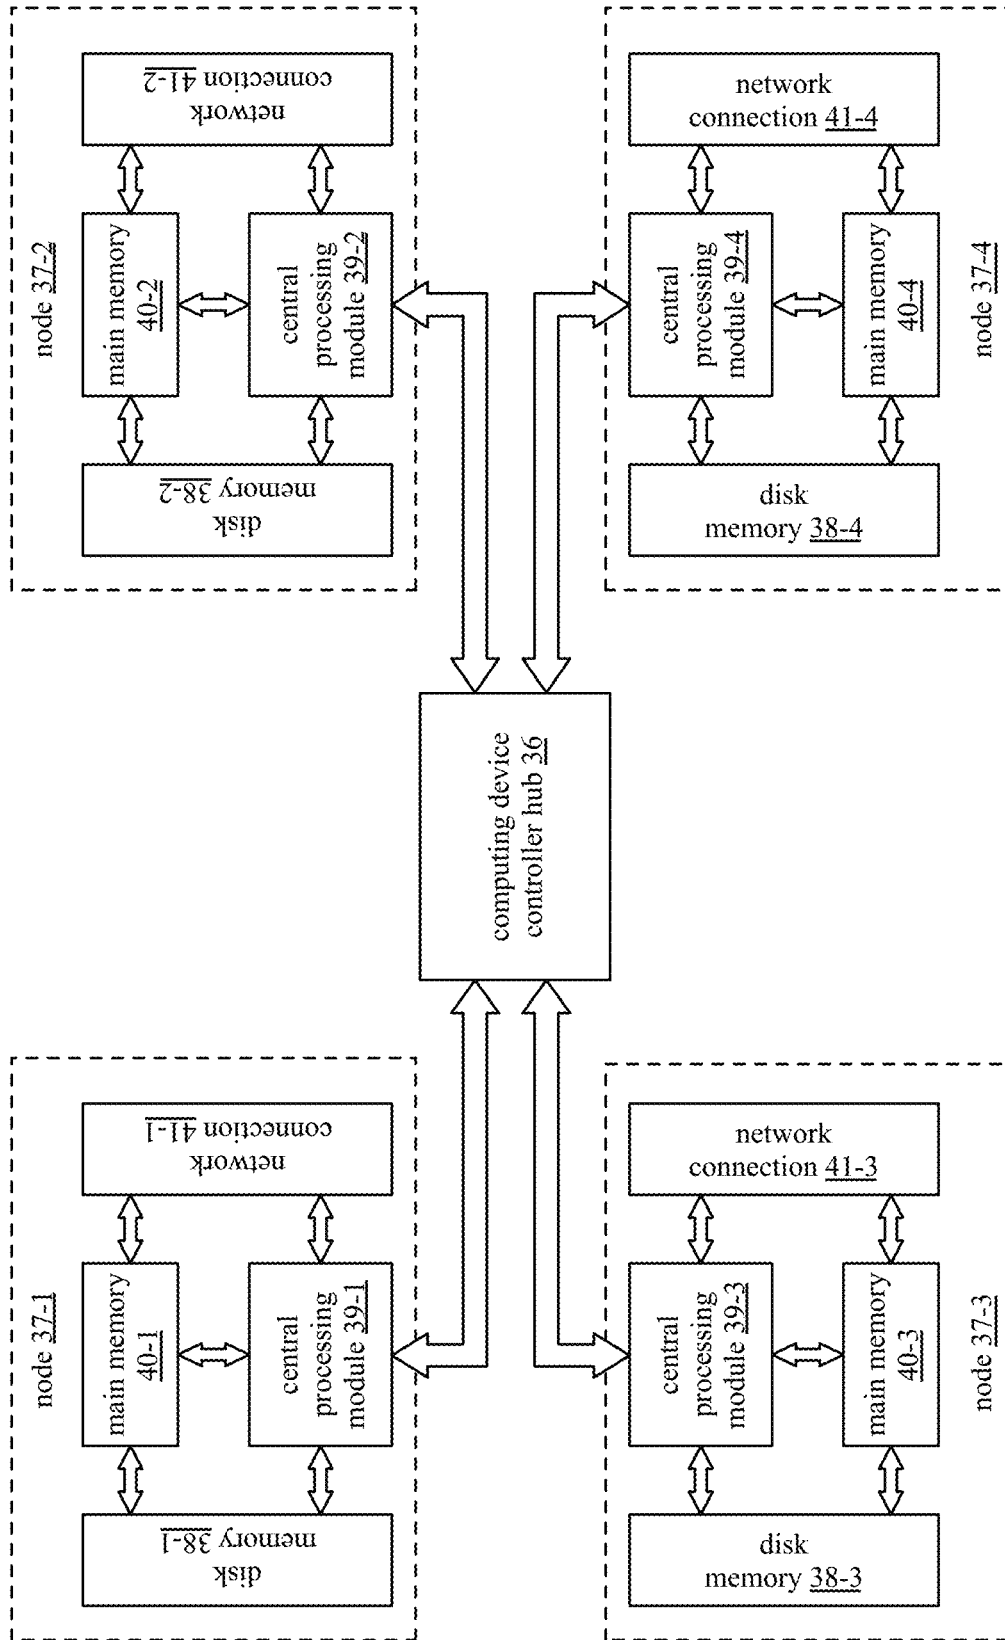 node 37-1
main memory
40-1
central
processing
module 39-1
disk
memory 38-1
network
connection 41-1
node 37-2
main memory
40-2
central
processing
module 39-2
disk
memory 38-2
network
connection 41-2
computing device
controller hub 36
network
connection 41-3
central
processing
module 39-3
main memory
40-3
disk
memory 38-3
node 37-3
network
connection 41-4
central
processing
module 39-4
main memory
40-4
disk
memory 38-4
node 37-4